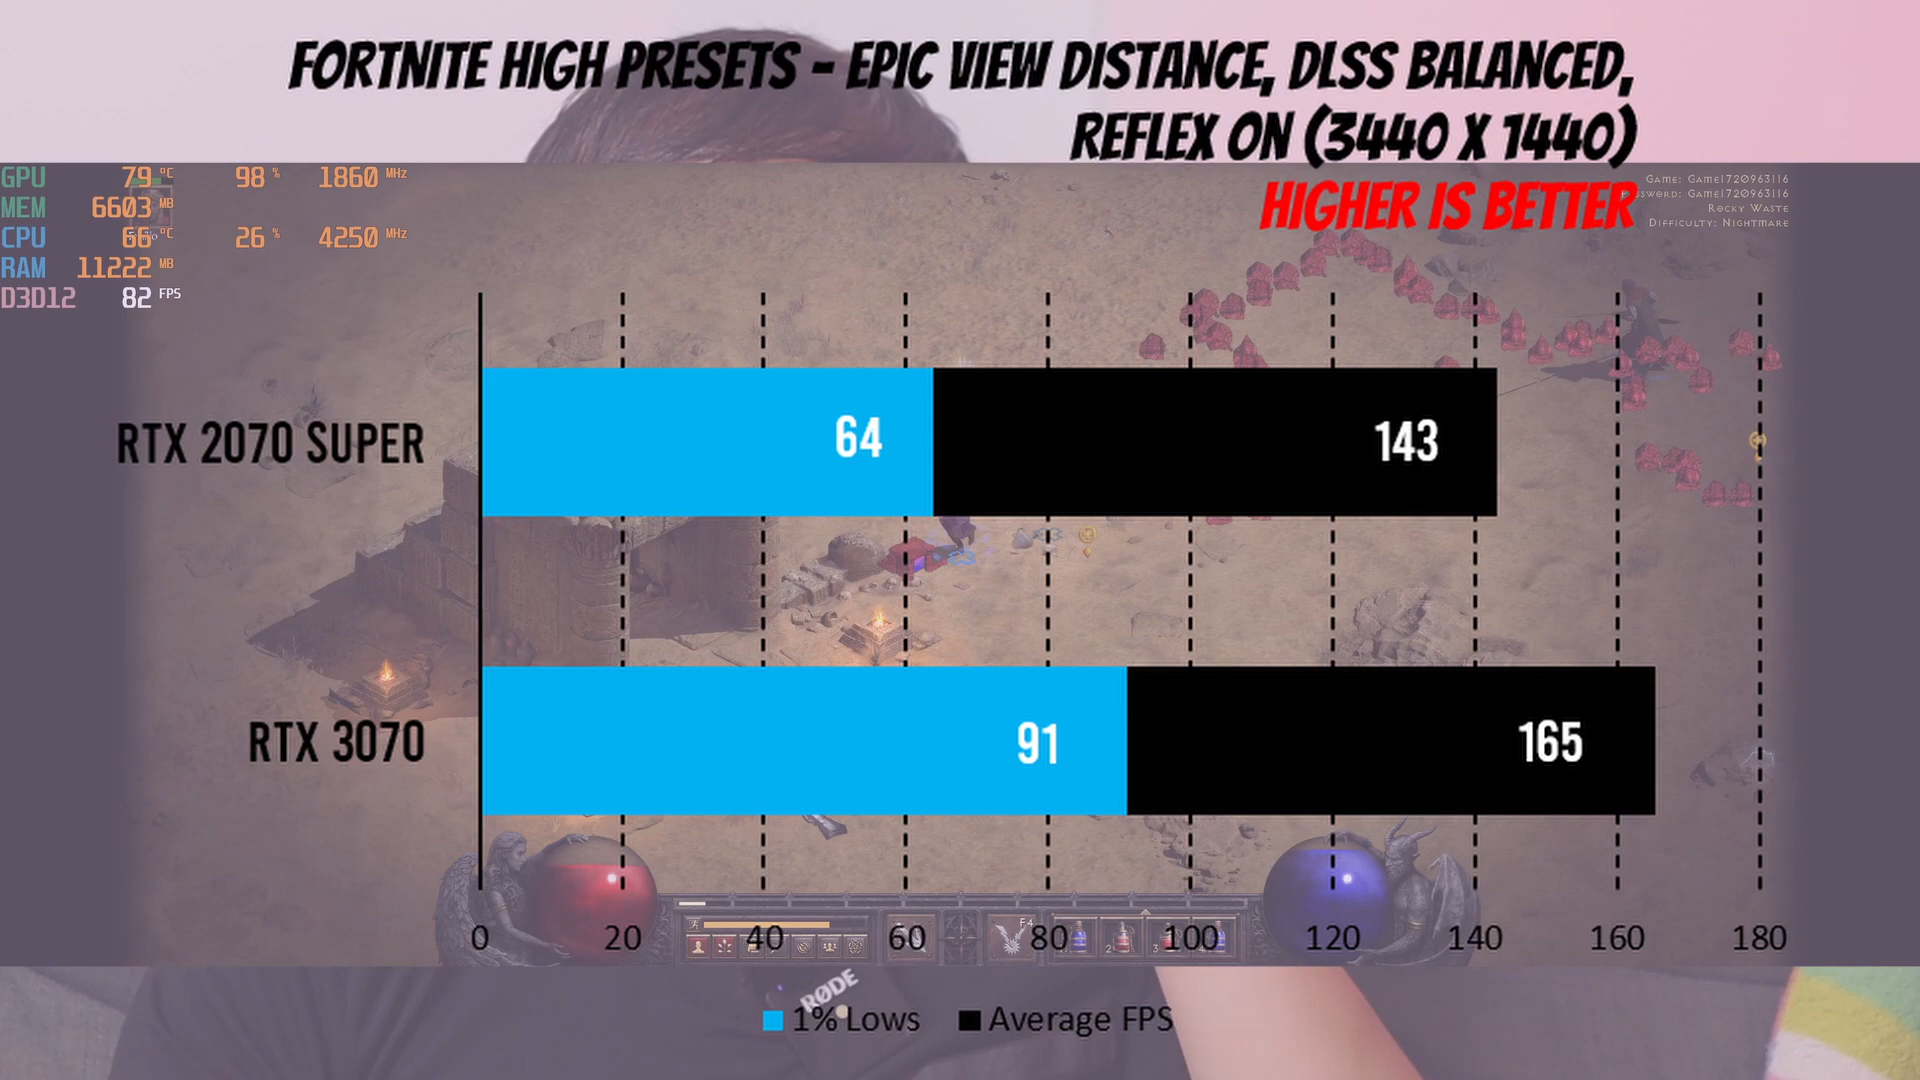 FORTNITE HIGH PRESETS - EPIC VIEW DISTANCE, DLSS BALANCED,
REFLEX ON (3440 X 1440)
HIGHER IS BETTER
GPU 79 °C 98 % 1860 MHz
MEM 6603 MB
CPU 66 °C 26 % 4250 MHz
RAM 11222 MB
D3D12 82 FPS
Game: Game1720963116
Game1720963116
Rocky Waste
Difficulty: Nightmare
RTX 2070 SUPER 64 143
RTX 3070 91 165
0 20 40 60 80 100 120 140 160 180
RØDE
1% Lows Average FPS